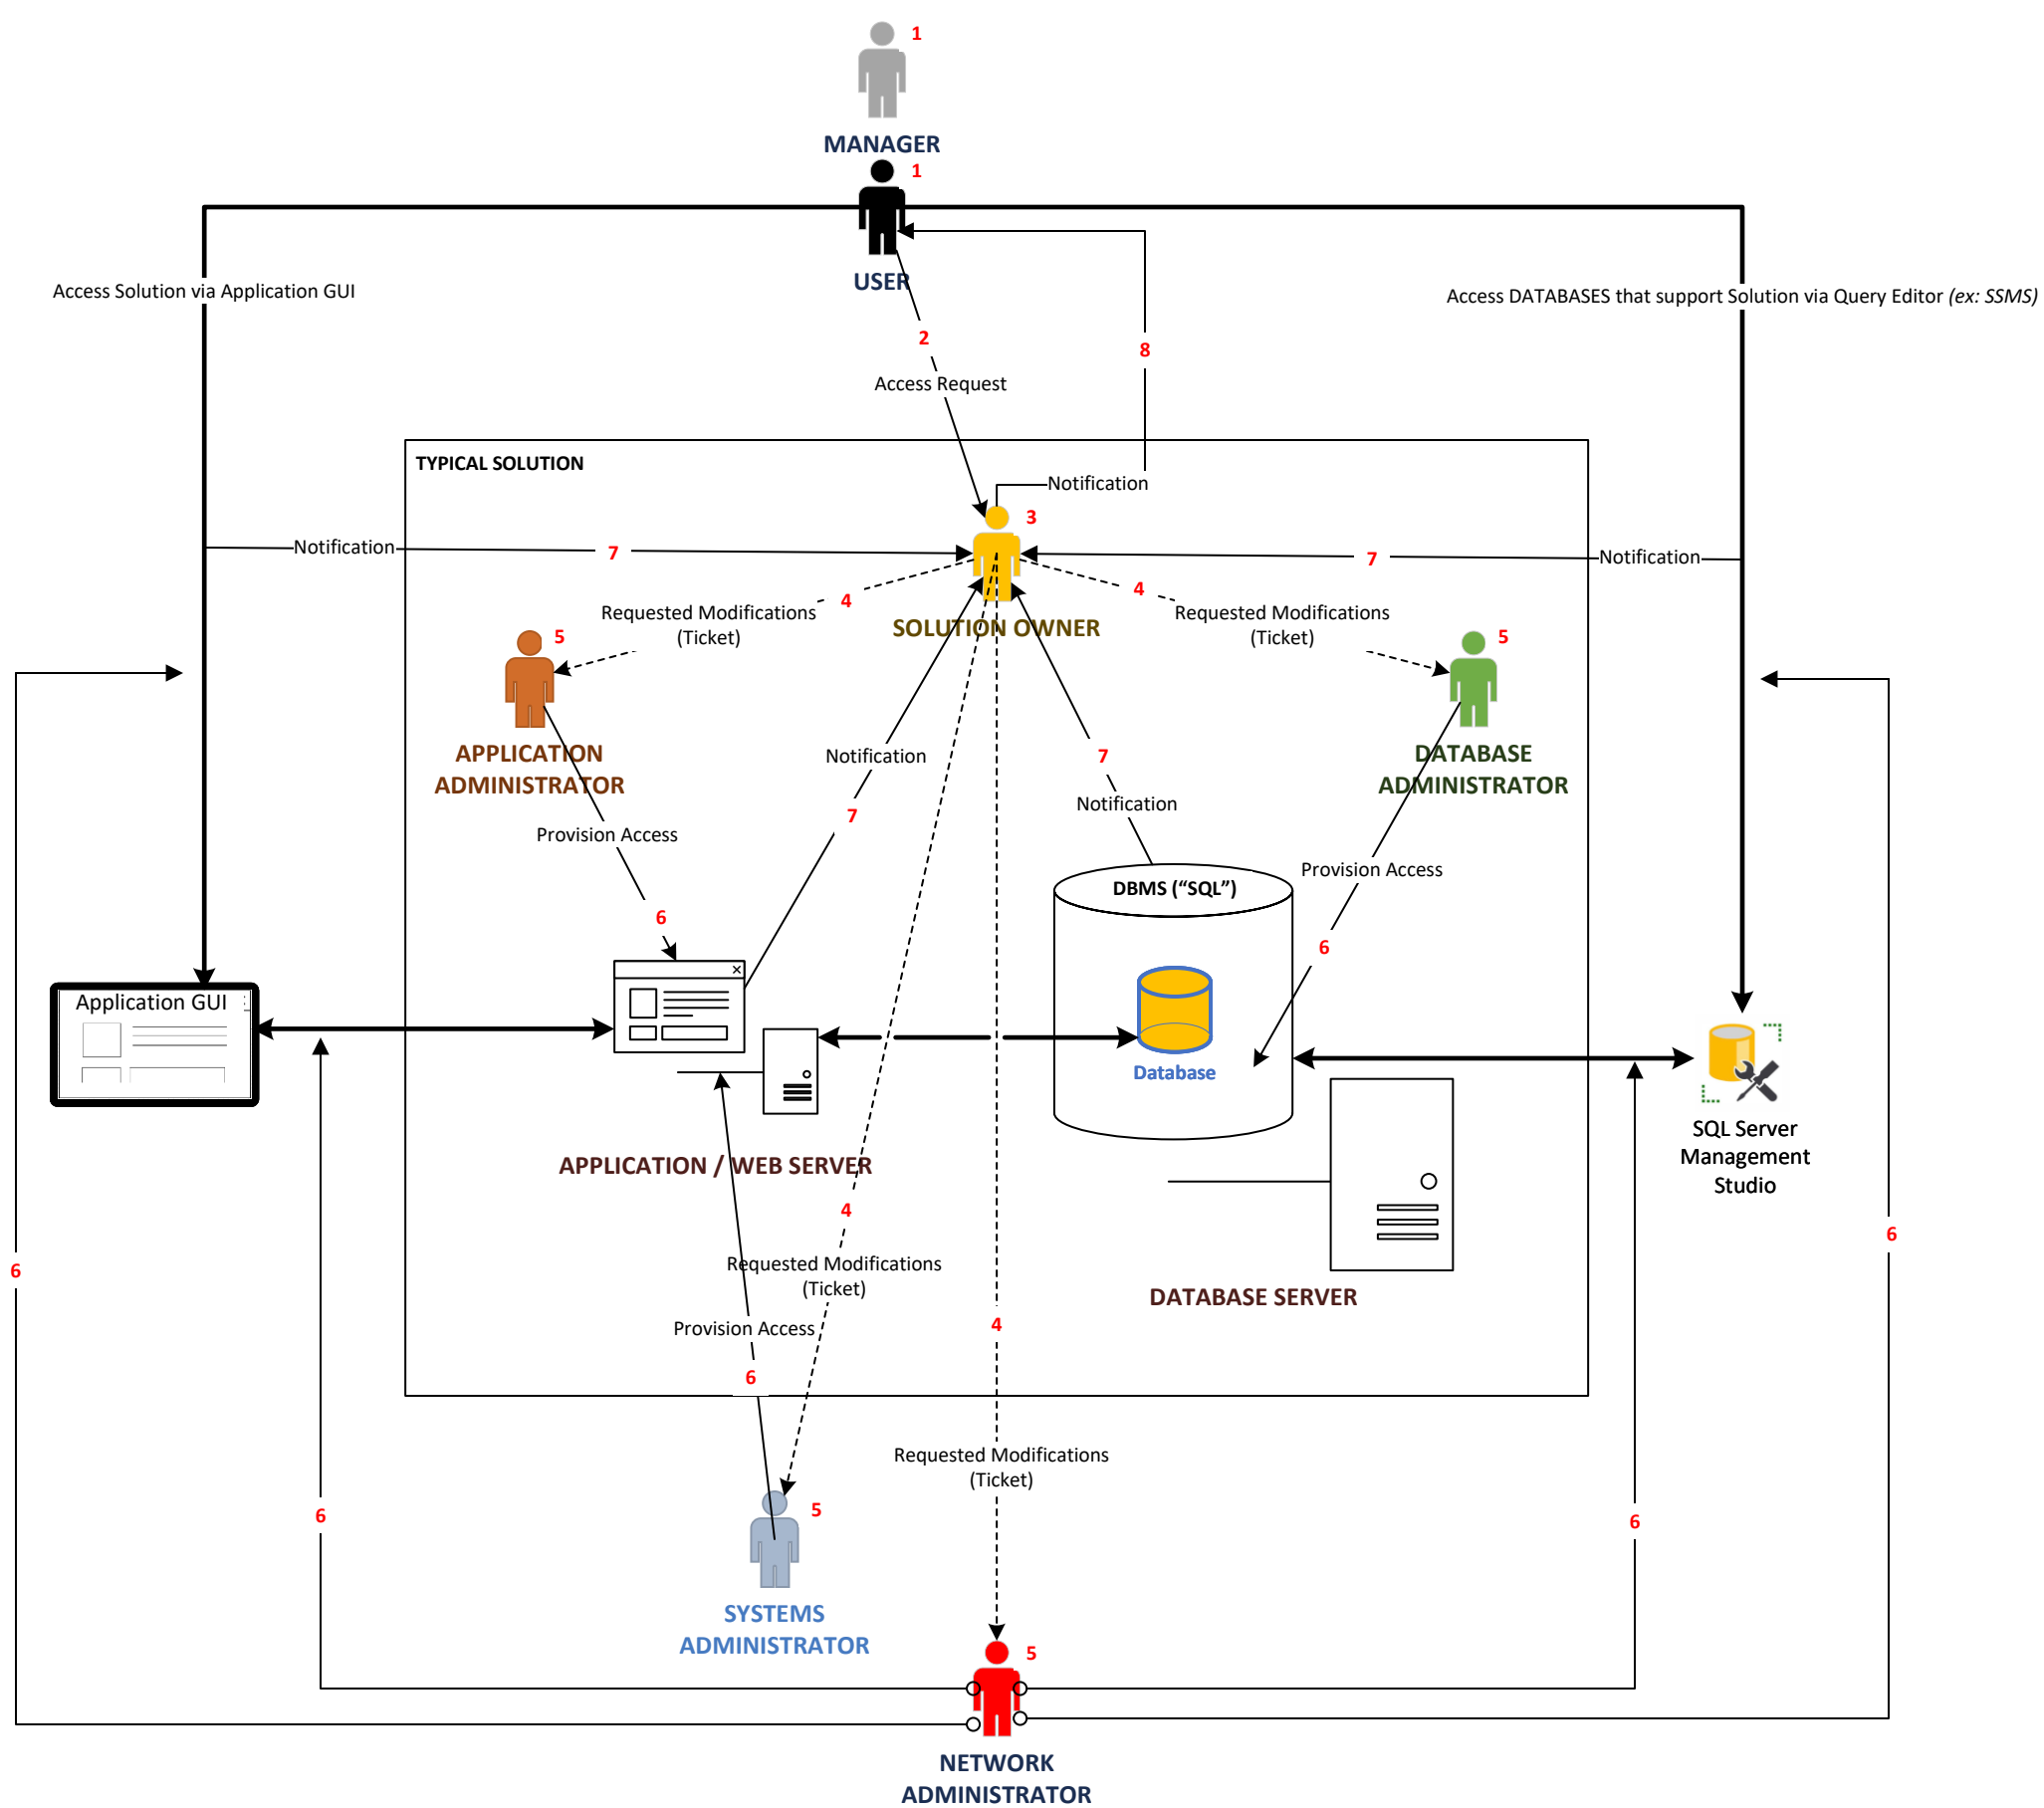 1
MANAGER
1
USER
Access Solution via Application GUI
Access DATABASES that support Solution via Query Editor (ex: SSMS)
2
8
Access Request
TYPICAL SOLUTION
Notification
3
Notification
7
7
Notification
4
4
Requested Modifications
(Ticket)
Requested Modifications
(Ticket)
SOLUTION OWNER
5
5
APPLICATION
ADMINISTRATOR
DATABASE
ADMINISTRATOR
Notification
7
7
Notification
Provision Access
Provision Access
DBMS (“SQL”)
6
6
Application GUI
Database
SQL Server
Management
Studio
APPLICATION / WEB SERVER
4
6
6
Requested Modifications
(Ticket)
DATABASE SERVER
Provision Access
4
6
Requested Modifications
(Ticket)
6
5
6
SYSTEMS
ADMINISTRATOR
5
NETWORK
ADMINISTRATOR